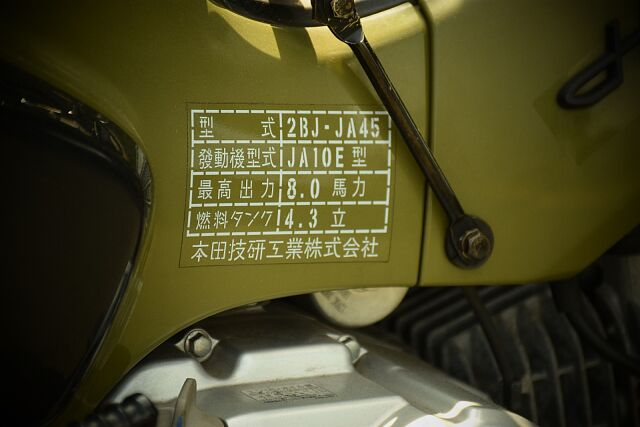 型 式 2BJ-JA45
發動機型式 JA10E 型
最高出力 8.0 馬力
燃料タンク 4.3 立
本田技研工業株式会社